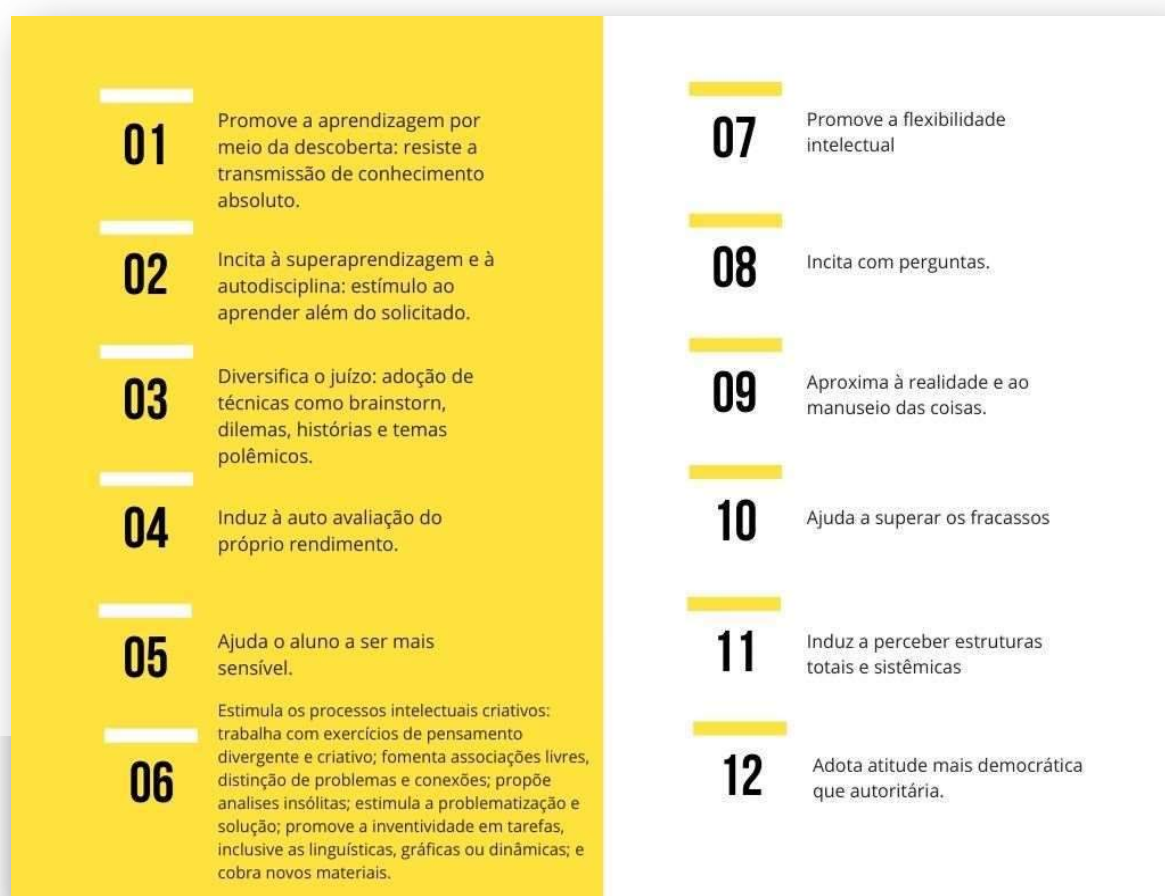 01
Promove a aprendizagem por
meio da descoberta: resiste a
transmissão de conhecimento
absoluto.
02
Incita à superaprendizagem e à
autodisciplina: estímulo ao
aprender além do solicitado.
03
Diversifica o juízo: adoção de
técnicas como brainstorn,
dilemas, histórias e temas
polêmicos.
04
Induz à auto avaliação do
próprio rendimento.
05
Ajuda o aluno a ser mais
sensível.
06
Estimula os processos intelectuais criativos:
trabalha com exercícios de pensamento
divergente e criativo; fomenta associações livres,
distinção de problemas e conexões; propõe
analises insólitas; estimula a problematização e
solução; promove a inventividade em tarefas,
inclusive as linguísticas, gráficas ou dinâmicas; e
cobra novos materiais.
07
Promove a flexibilidade
intelectual
08
Incita com perguntas.
09
Aproxima à realidade e ao
manuseio das coisas.
10
Ajuda a superar os fracassos
11
Induz a perceber estruturas
totais e sistêmicas
12
Adota atitude mais democrática
que autoritária.